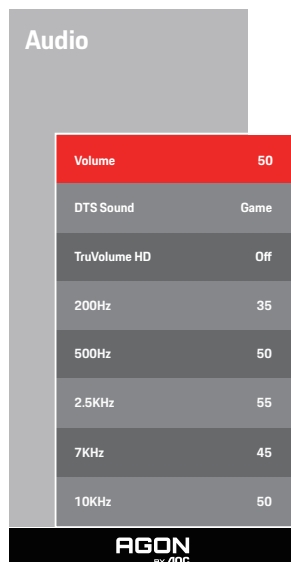 Audio
Volume 50
DTS Sound Game
TruVolume HD Off
200Hz 35
500Hz 50
2.5KHz 55
7KHz 45
10KHz 50
AGON
BY AOC